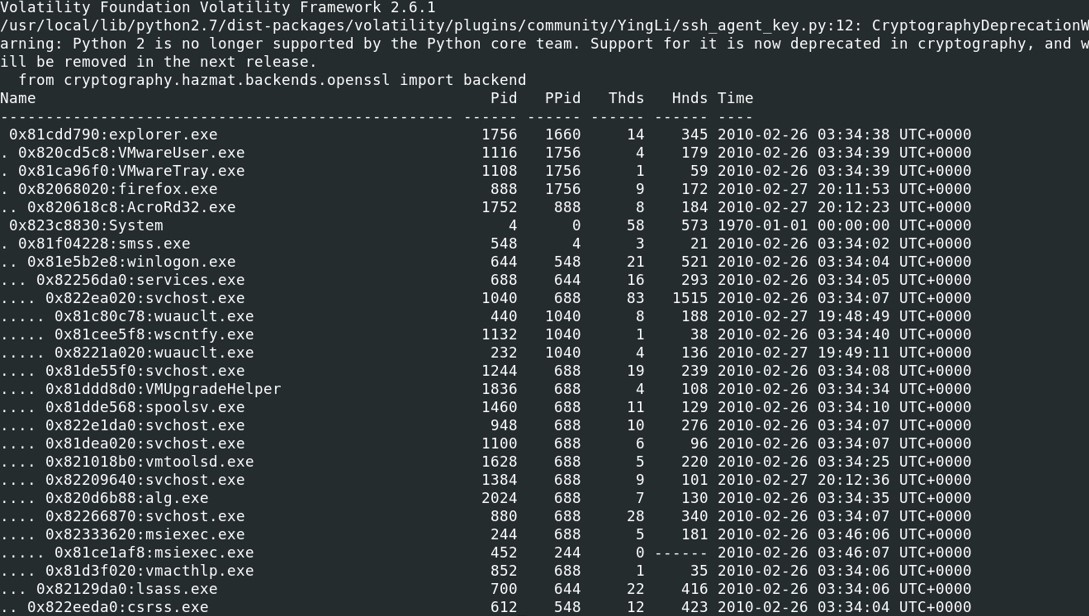 Volatility Foundation Volatility Framework 2.6.1
/usr/local/lib/python2.7/dist-packages/volatility/plugins/community/YingLi/ssh_agent_key.py:12: CryptographyDeprecationW
arning: Python 2 is no longer supported by the Python core team. Support for it is now deprecated in cryptography, and w
ill be removed in the next release.
  from cryptography.hazmat.backends.openssl import backend
Name                                                  Pid   PPid   Thds   Hnds Time
-------------------------------------------------- ------ ------ ------ ------ ----
 0x81cdd790:explorer.exe                             1756   1660     14    345 2010-02-26 03:34:38 UTC+0000
. 0x820cd5c8:VMwareUser.exe                          1116   1756      4    179 2010-02-26 03:34:39 UTC+0000
. 0x81ca96f0:VMwareTray.exe                          1108   1756      1     59 2010-02-26 03:34:39 UTC+0000
. 0x82068020:firefox.exe                              888   1756      9    172 2010-02-27 20:11:53 UTC+0000
.. 0x820618c8:AcroRd32.exe                           1752    888      8    184 2010-02-27 20:12:23 UTC+0000
 0x823c8830:System                                      4      0     58    573 1970-01-01 00:00:00 UTC+0000
. 0x81f04228:smss.exe                                 548      4      3     21 2010-02-26 03:34:02 UTC+0000
.. 0x81e5b2e8:winlogon.exe                            644    548     21    521 2010-02-26 03:34:04 UTC+0000
... 0x82256da0:services.exe                           688    644     16    293 2010-02-26 03:34:05 UTC+0000
.... 0x822ea020:svchost.exe                          1040    688     83   1515 2010-02-26 03:34:07 UTC+0000
..... 0x81c80c78:wuauclt.exe                          440   1040      8    188 2010-02-27 19:48:49 UTC+0000
..... 0x81cee5f8:wscntfy.exe                         1132   1040      1     38 2010-02-26 03:34:40 UTC+0000
..... 0x8221a020:wuauclt.exe                          232   1040      4    136 2010-02-27 19:49:11 UTC+0000
.... 0x81de55f0:svchost.exe                          1244    688     19    239 2010-02-26 03:34:08 UTC+0000
.... 0x81ddd8d0:VMUpgradeHelper                      1836    688      4    108 2010-02-26 03:34:34 UTC+0000
.... 0x81dde568:spoolsv.exe                          1460    688     11    129 2010-02-26 03:34:10 UTC+0000
.... 0x822e1da0:svchost.exe                           948    688     10    276 2010-02-26 03:34:07 UTC+0000
.... 0x81dea020:svchost.exe                          1100    688      6     96 2010-02-26 03:34:07 UTC+0000
.... 0x821018b0:vmtoolsd.exe                         1628    688      5    220 2010-02-26 03:34:25 UTC+0000
.... 0x82209640:svchost.exe                          1384    688      9    101 2010-02-27 20:12:36 UTC+0000
.... 0x820d6b88:alg.exe                              2024    688      7    130 2010-02-26 03:34:35 UTC+0000
.... 0x82266870:svchost.exe                           880    688     28    340 2010-02-26 03:34:07 UTC+0000
.... 0x82333620:msiexec.exe                           244    688      5    181 2010-02-26 03:46:06 UTC+0000
..... 0x81ce1af8:msiexec.exe                          452    244      0 ------ 2010-02-26 03:46:07 UTC+0000
.... 0x81d3f020:vmacthlp.exe                          852    688      1     35 2010-02-26 03:34:06 UTC+0000
... 0x82129da0:lsass.exe                              700    644     22    416 2010-02-26 03:34:06 UTC+0000
.. 0x822eeda0:csrss.exe                               612    548     12    423 2010-02-26 03:34:04 UTC+0000